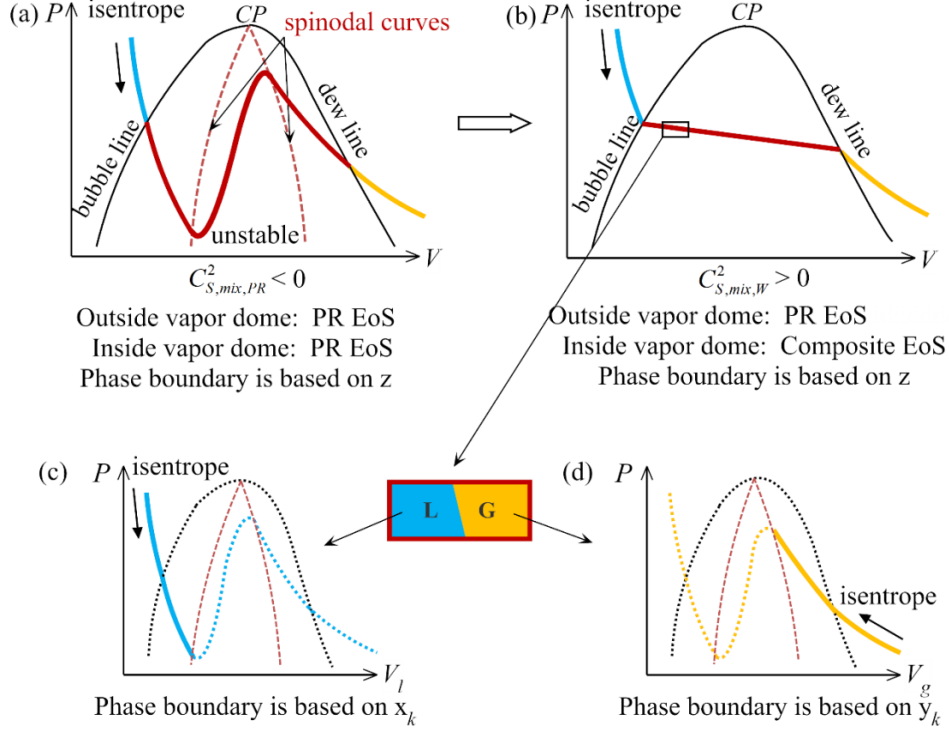 (a) P CP
isentrope
spinodal curves
bubble line
dew line
unstable
V
C²S,mix,PR < 0
Outside vapor dome: PR EoS
Inside vapor dome: PR EoS
Phase boundary is based on z
(b) P CP
isentrope
bubble line
dew line
V
C²S,mix,W > 0
Outside vapor dome: PR EoS
Inside vapor dome: Composite EoS
Phase boundary is based on z
(c) P
isentrope
Vl
Phase boundary is based on xk
L G
(d) P
isentrope
Vg
Phase boundary is based on yk